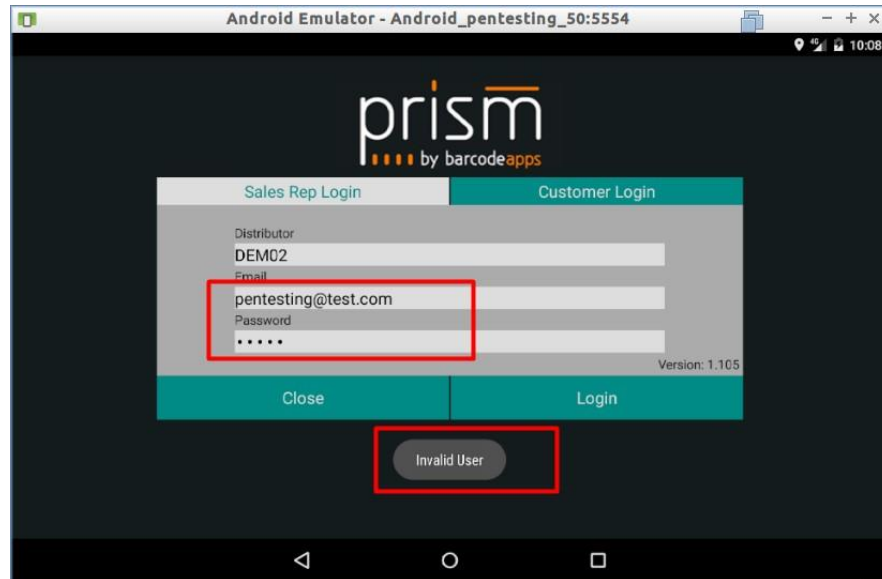 Android Emulator - Android_pentesting_50:5554
4G 10:08
prism
by barcodeapps
Sales Rep Login Customer Login
Distributor
DEM02
Email
pentesting@test.com
Password
•••••
Version: 1.105
Close Login
Invalid User